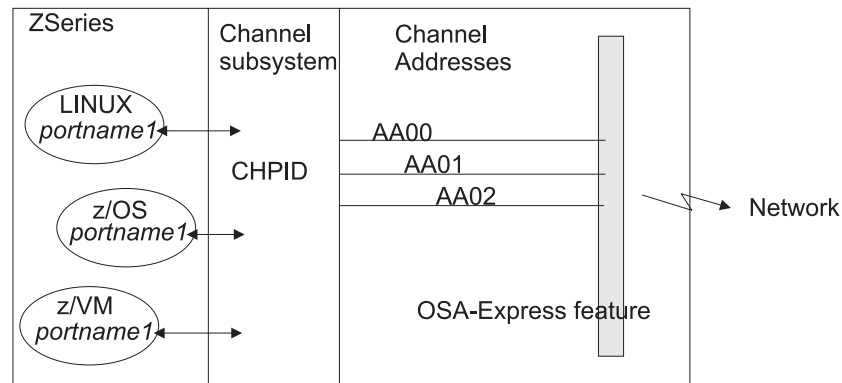 ZSeries
Channel
subsystem
Channel
Addresses
LINUX
portname1
AA00
AA01
CHPID
AA02
z/OS
portname1
Network
z/VM
portname1
OSA-Express feature